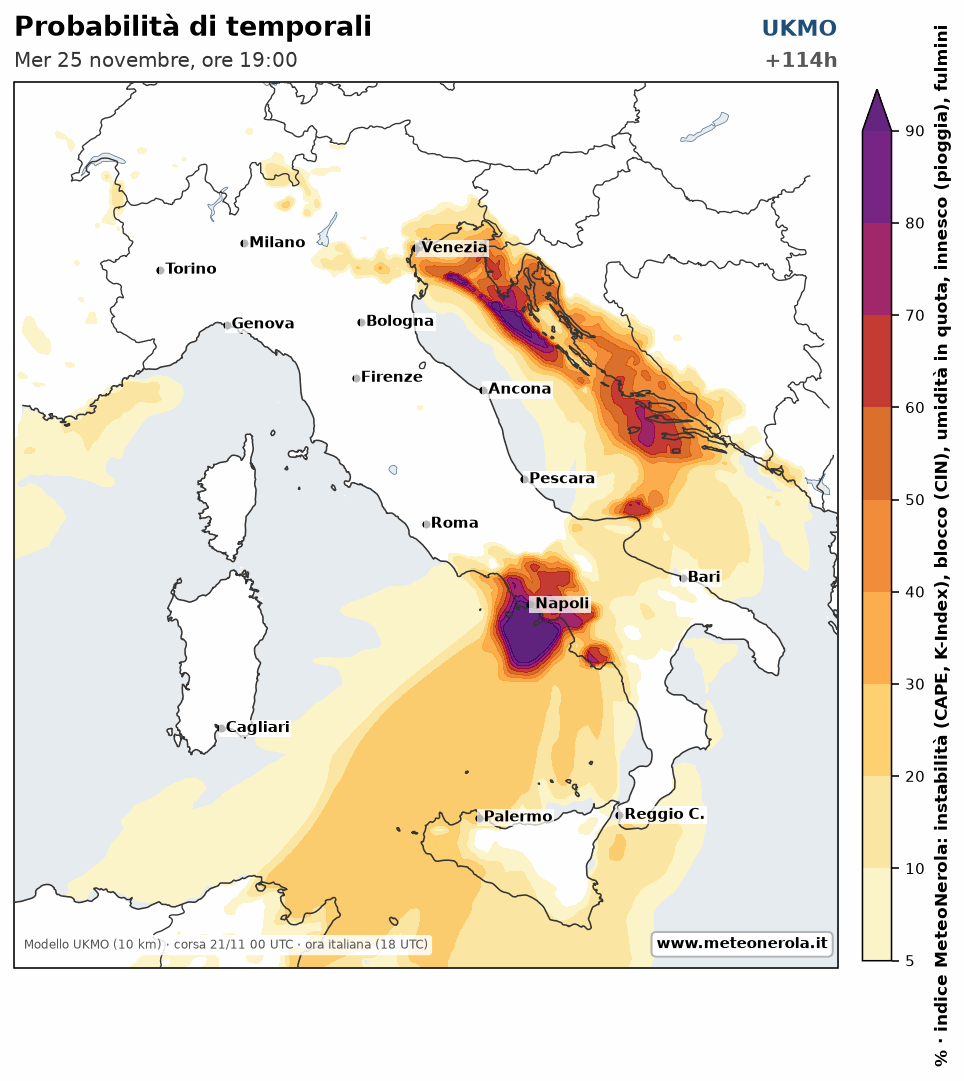 Probabilità di temporali
UKMO
Mer 25 novembre, ore 19:00
+114h
Venezia
Milano
Torino
Bologna
Genova
Firenze
Ancona
Pescara
Roma
Bari
Napoli
Cagliari
Palermo
Reggio C.
Modello UKMO (10 km) · corsa 21/11 00 UTC · ora italiana (18 UTC)
www.meteonerola.it
90
80
70
60
50
40
30
20
10
5
% · indice MeteoNerola: instabilità (CAPE, K-Index), blocco (CIN), umidità in quota, innesco (pioggia), fulmini